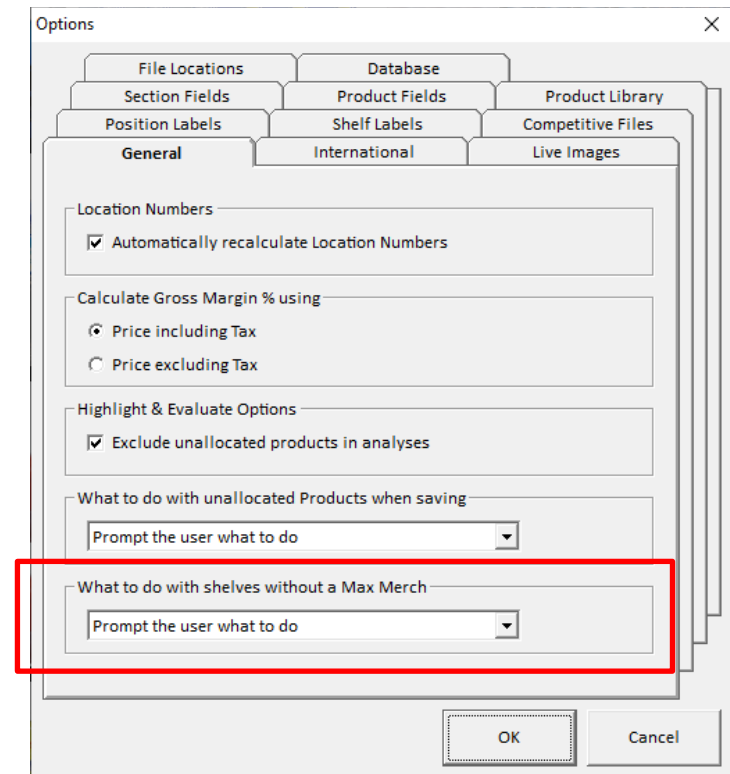 Options
File Locations Database
Section Fields Product Fields Product Library
Position Labels Shelf Labels Competitive Files
General International Live Images
Location Numbers
Automatically recalculate Location Numbers
Calculate Gross Margin % using
Price including Tax
Price excluding Tax
Highlight & Evaluate Options
Exclude unallocated products in analyses
What to do with unallocated Products when saving
Prompt the user what to do
What to do with shelves without a Max Merch
Prompt the user what to do
OK Cancel